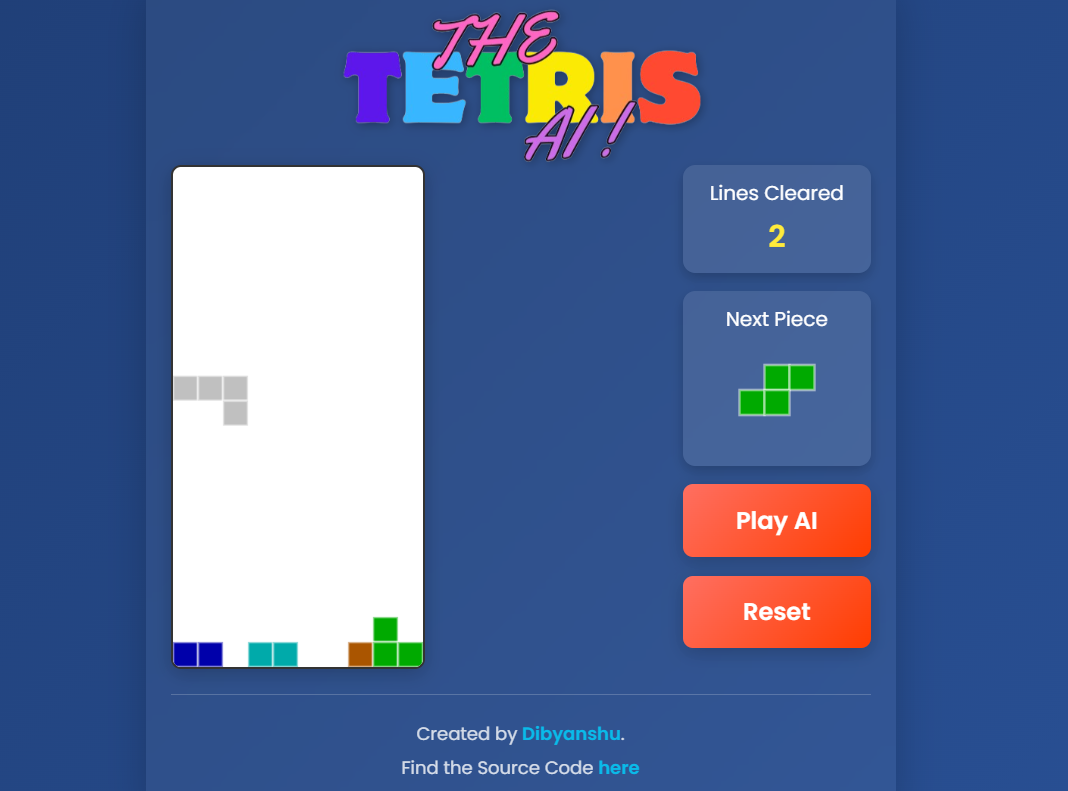 THE
TETRIS
AI!
Lines Cleared
2
Next Piece
Play AI
Reset
Created by Dibyanshu.
Find the Source Code here